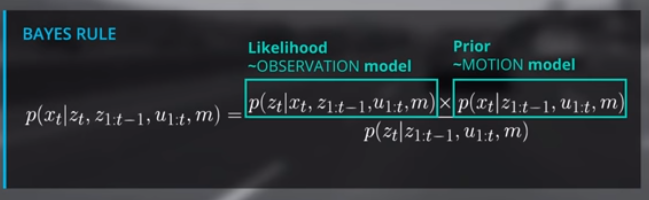 BAYES RULE
Likelihood
~OBSERVATION model
Prior
~MOTION model
p(x_t|z_t, z_{1:t−1}, u_{1:t}, m) = p(z_t|x_t, z_{1:t−1},u_{1:t},m) × p(x_t|z_{1:t−1}, u_{1:t},m)
p(z_t|z_{1:t−1}, u_{1:t}, m)